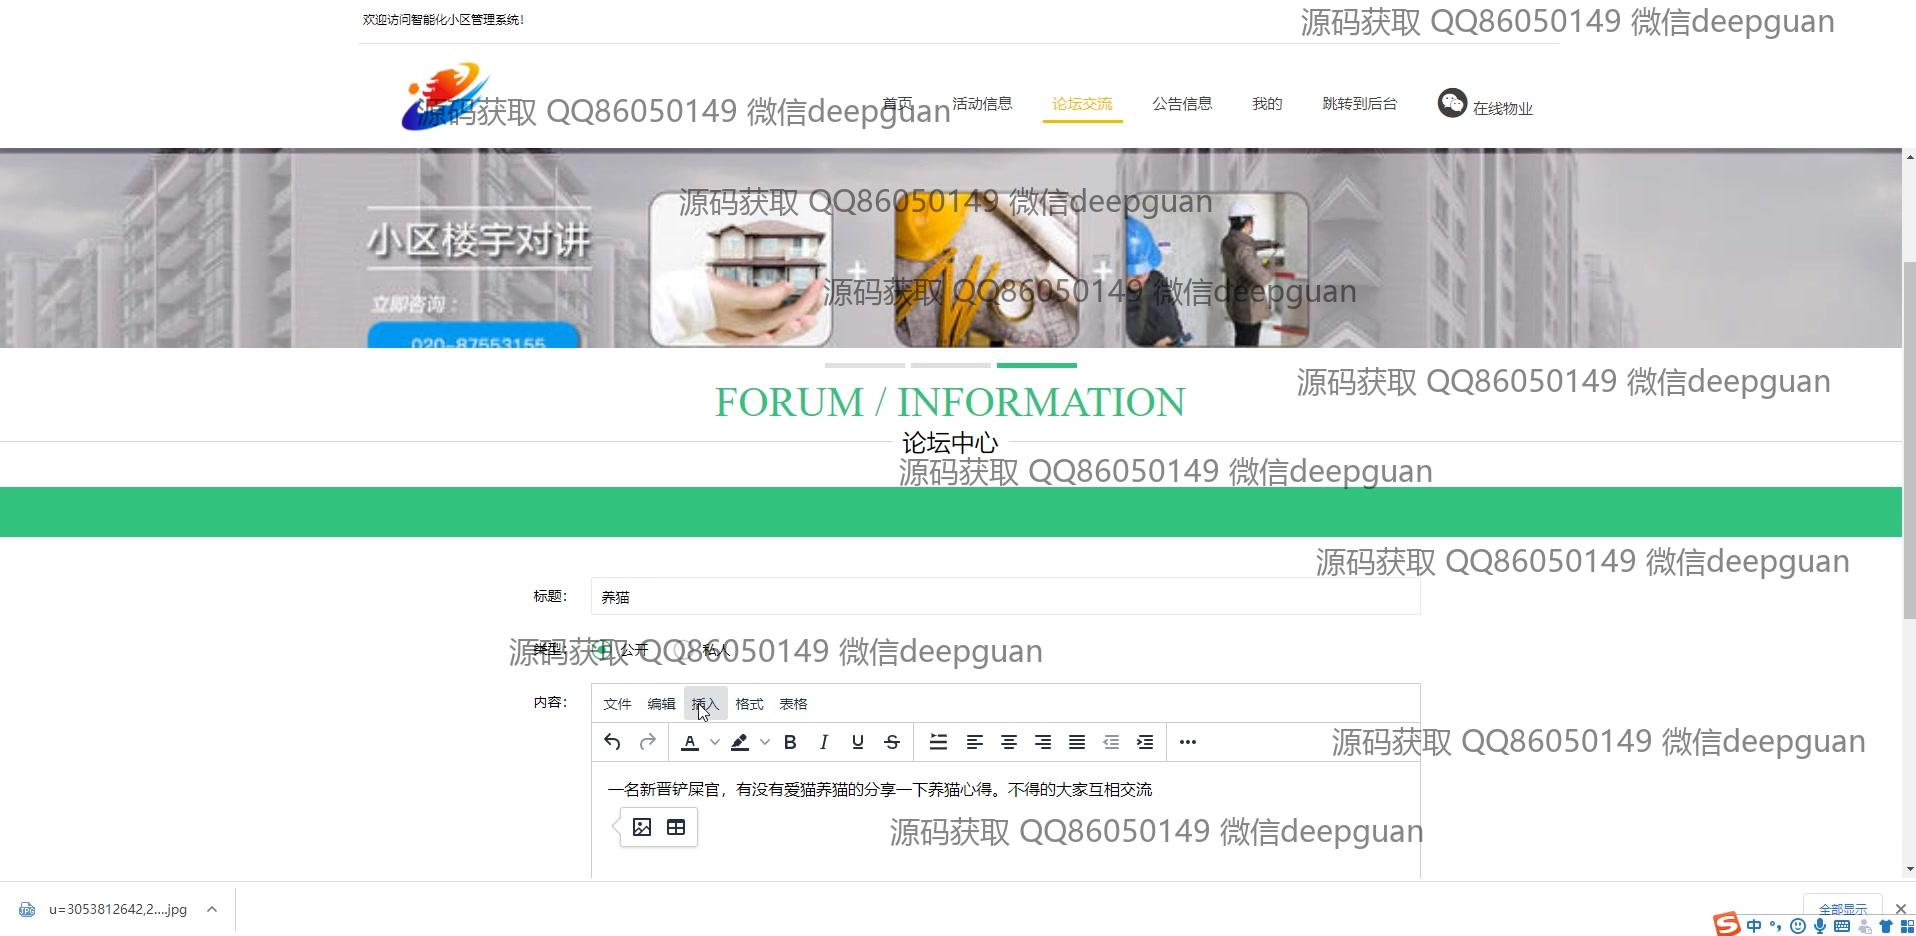 欢迎访问智能化小区管理系统!
源码获取 QQ86050149 微信deepguan
源码获取 QQ86050149 微信deepguan
首页 活动信息 论坛交流 公告信息 我的 跳转到后台 在线物业
源码获取 QQ86050149 微信deepguan
小区楼宇对讲
源码获取 QQ86050149 微信deepguan
立即咨询：
020-87553155
FORUM / INFORMATION
源码获取 QQ86050149 微信deepguan
论坛中心
源码获取 QQ86050149 微信deepguan
源码获取 QQ86050149 微信deepguan
标题： 养猫
源码获取 QQ86050149 微信deepguan
类型： 公开 私人
内容： 文件 编辑 插入 格式 表格
源码获取 QQ86050149 微信deepguan
一名新晋铲屎官，有没有爱猫养猫的分享一下养猫心得。不得的大家互相交流
源码获取 QQ86050149 微信deepguan
u=3053812642,2....jpg
全部显示
中